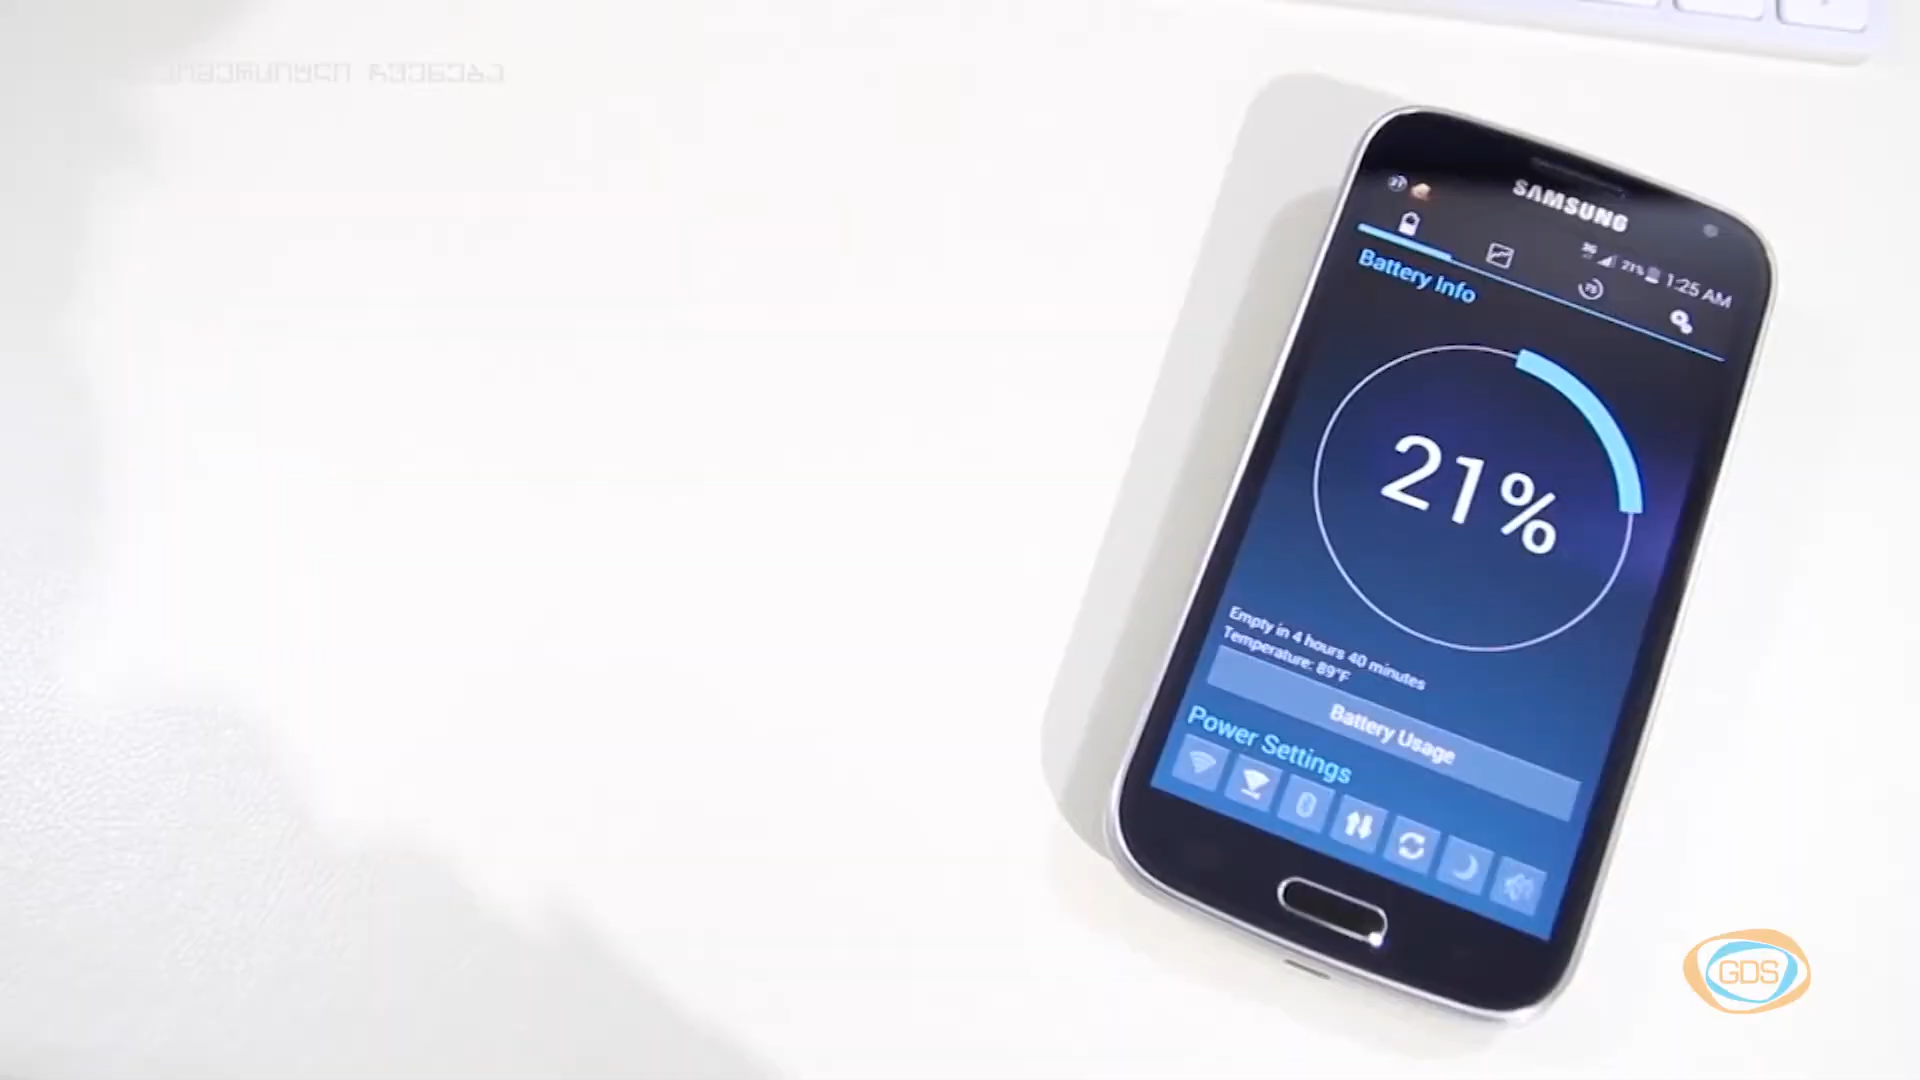 SAMSUNG
21% 1:25 AM
Battery Info
21%
Empty in 4 hours 40 minutes
Temperature: 89°F
Battery Usage
Power Settings
GDS